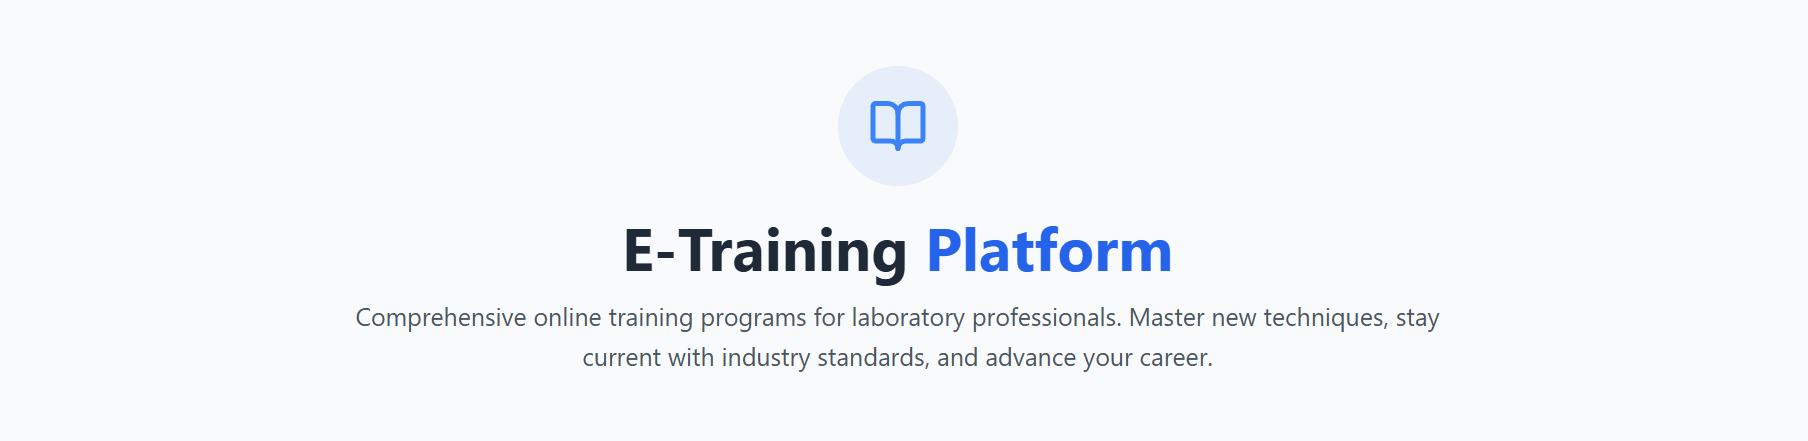 E-Training Platform
Comprehensive online training programs for laboratory professionals. Master new techniques, stay
current with industry standards, and advance your career.